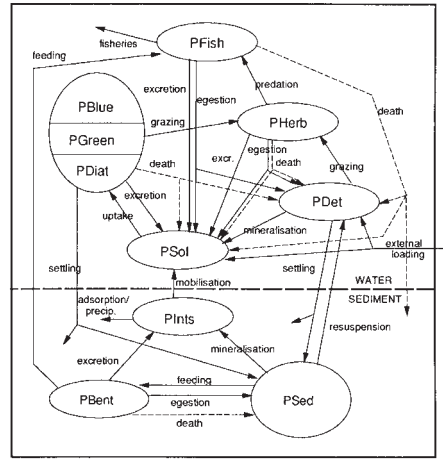 fisheries
feeding
PFish
excretion
egestion
predation
death
PBlue
PGreen
PDiat
grazing
PHerb
excr.
egestion
death
grazing
death
excretion
uptake
PDet
mineralisation
PSol
external
loading
settling
mobilisation
settling
WATER
SEDIMENT
adsorption/
precip.
PInts
resuspension
excretion
mineralisation
feeding
PBent
egestion
PSed
death